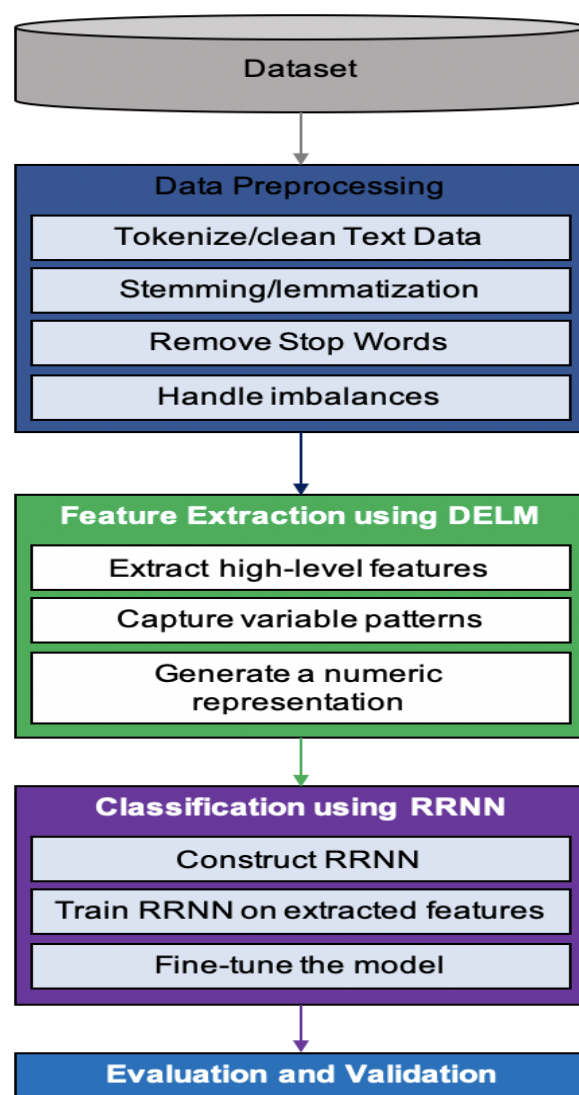 Dataset
Data Preprocessing
Tokenize/clean Text Data
Stemming/lemmatization
Remove Stop Words
Handle imbalances
Feature Extraction using DELM
Extract high-level features
Capture variable patterns
Generate a numeric
representation
Classification using RRNN
Construct RRNN
Train RRNN on extracted features
Fine-tune the model
Evaluation and Validation